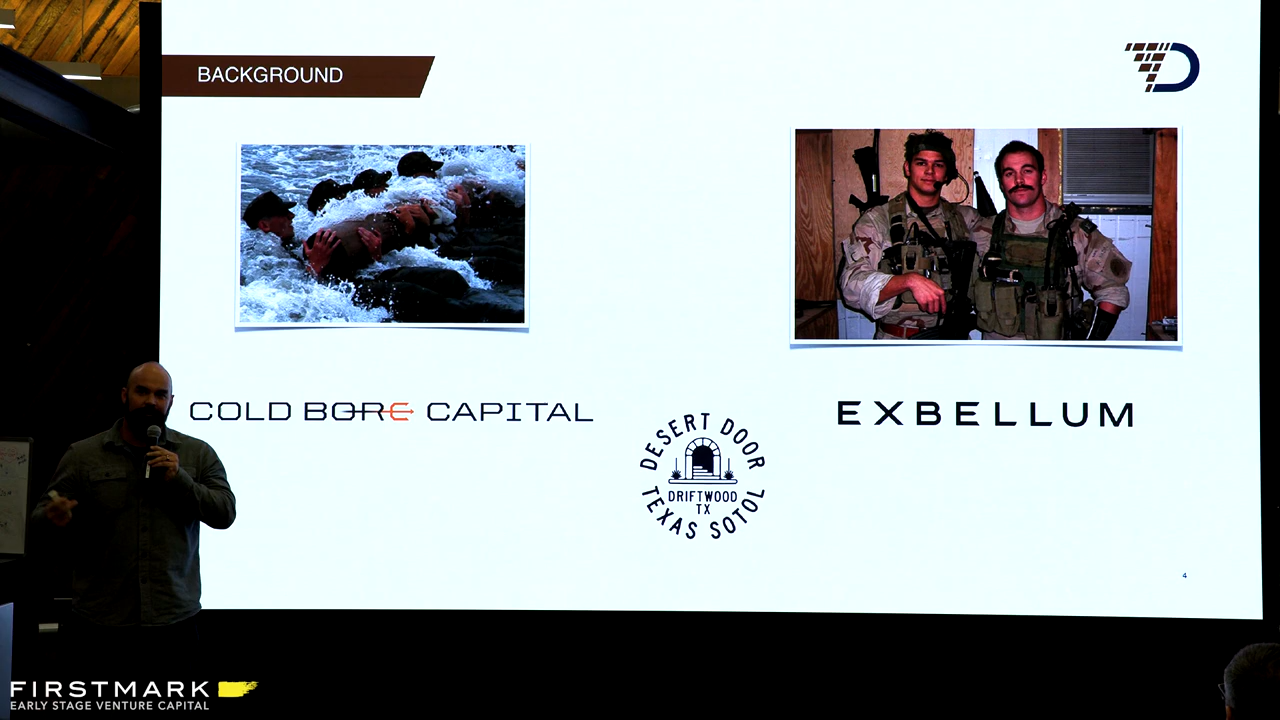 BACKGROUND
COLD BORE CAPITAL
EXBELLUM
DESERT DOOR
DRIFTWOOD
TX
TEXAS SOTOL
4
FIRSTMARK
EARLY STAGE VENTURE CAPITAL